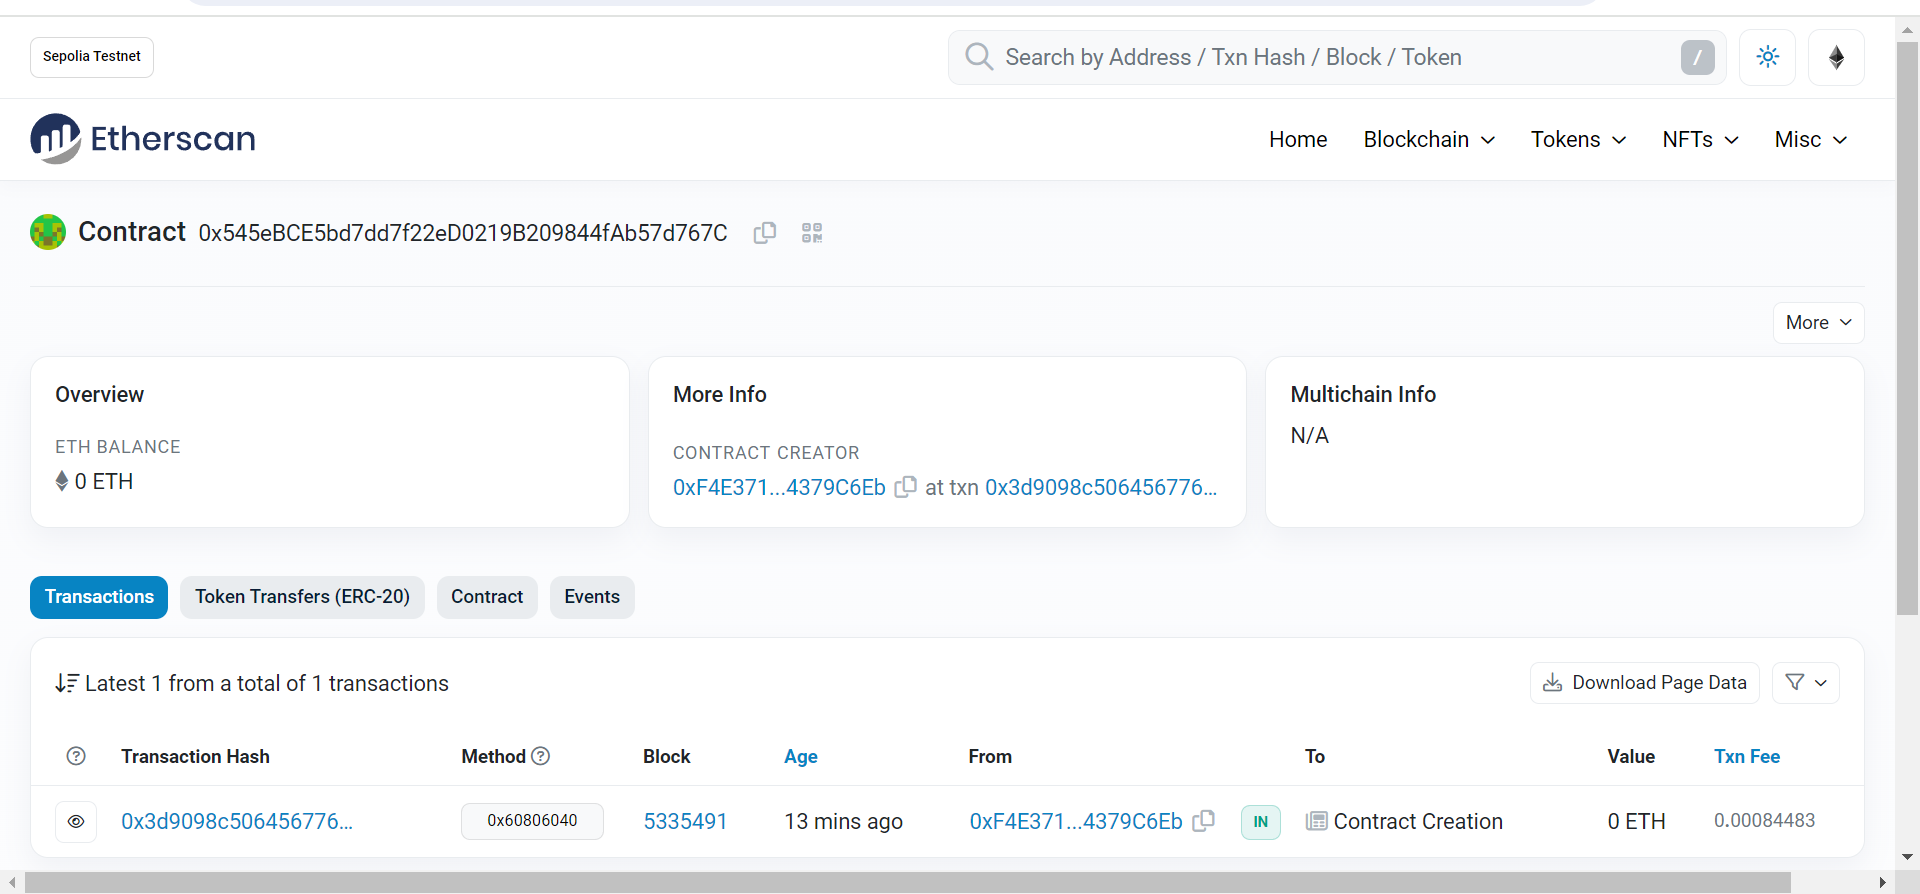 Sepolia Testnet
Search by Address / Txn Hash / Block / Token
/
Etherscan
Home Blockchain Tokens NFTs Misc
Contract 0x545eBCE5bd7dd7f22eD0219B209844fAb57d767C
More
Overview
ETH BALANCE
0 ETH
More Info
CONTRACT CREATOR
0xF4E371...4379C6Eb at txn 0x3d9098c506456776...
Multichain Info
N/A
Transactions Token Transfers (ERC-20) Contract Events
Latest 1 from a total of 1 transactions
Download Page Data
? Transaction Hash Method ? Block Age From To Value Txn Fee
0x3d9098c506456776... 0x60806040 5335491 13 mins ago 0xF4E371...4379C6Eb IN Contract Creation 0 ETH 0.00084483